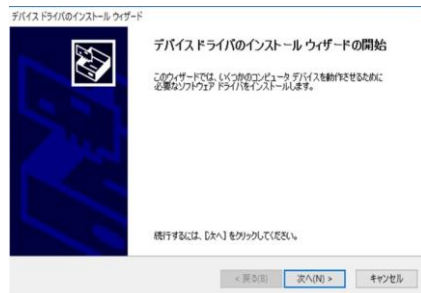 デバイス ドライバのインストール ウィザード
デバイス ドライバのインストール ウィザードの開始
このウィザードでは、いくつかのコンピュータ デバイスを動作させるために
必要なソフトウェア ドライバをインストールします。
続行するには、[次へ] をクリックしてください。
< 戻る(B)
次へ(N) >
キャンセル